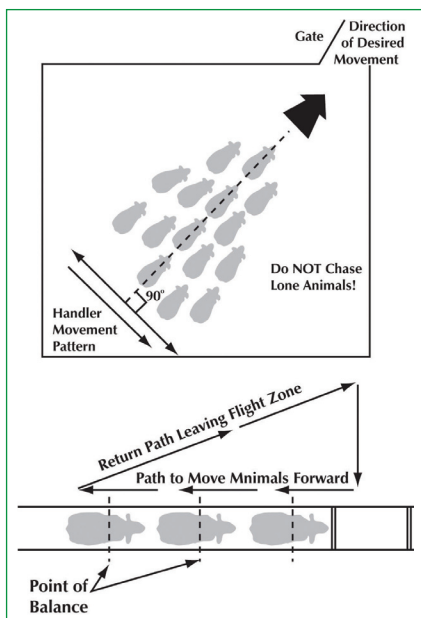 Gate
Direction
of Desired
Movement
90°
Do NOT Chase
Lone Animals!
Handler
Movement
Pattern
Return Path Leaving Flight Zone
Path to Move Mnimals Forward
Point of
Balance